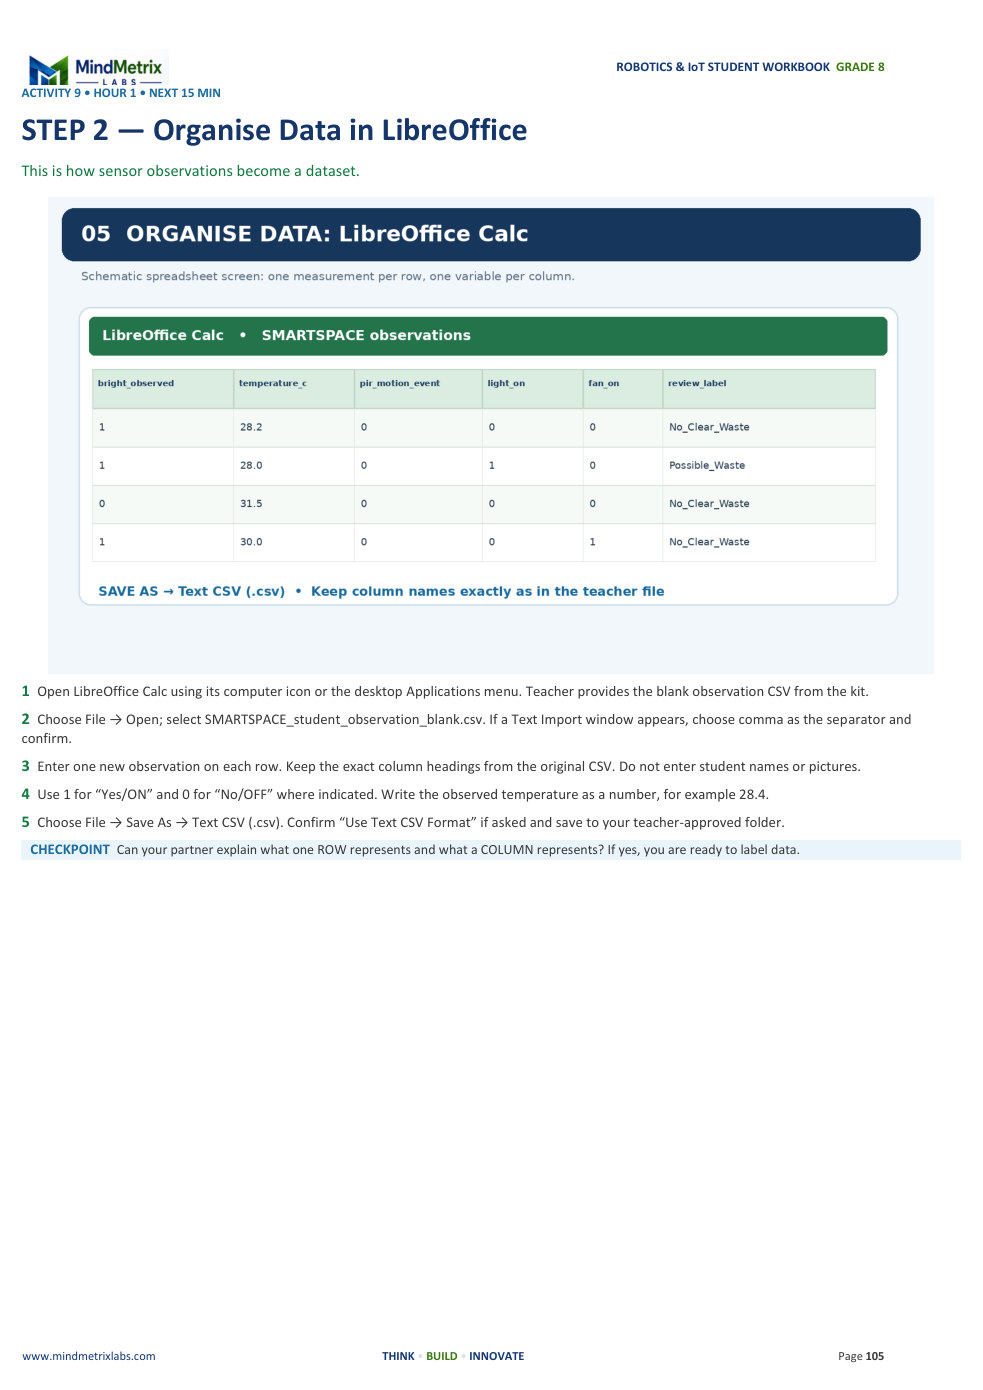 MindMetrix
LABS
ROBOTICS & IoT STUDENT WORKBOOK GRADE 8
ACTIVITY 9 • HOUR 1 • NEXT 15 MIN
STEP 2 — Organise Data in LibreOffice
This is how sensor observations become a dataset.
05 ORGANISE DATA: LibreOffice Calc
Schematic spreadsheet screen: one measurement per row, one variable per column.
LibreOffice Calc • SMARTSPACE observations
bright_observed temperature_c pir_motion_event light_on fan_on review_label
1 28.2 0 0 0 No_Clear_Waste
1 28.0 0 1 0 Possible_Waste
0 31.5 0 0 0 No_Clear_Waste
1 30.0 0 0 1 No_Clear_Waste
SAVE AS → Text CSV (.csv) • Keep column names exactly as in the teacher file
1 Open LibreOffice Calc using its computer icon or the desktop Applications menu. Teacher provides the blank observation CSV from the kit.
2 Choose File → Open; select SMARTSPACE_student_observation_blank.csv. If a Text Import window appears, choose comma as the separator and
confirm.
3 Enter one new observation on each row. Keep the exact column headings from the original CSV. Do not enter student names or pictures.
4 Use 1 for “Yes/ON” and 0 for “No/OFF” where indicated. Write the observed temperature as a number, for example 28.4.
5 Choose File → Save As → Text CSV (.csv). Confirm “Use Text CSV Format” if asked and save to your teacher-approved folder.
CHECKPOINT Can your partner explain what one ROW represents and what a COLUMN represents? If yes, you are ready to label data.
www.mindmetrixlabs.com THINK • BUILD • INNOVATE Page 105